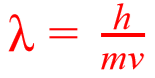 λ = h/mv